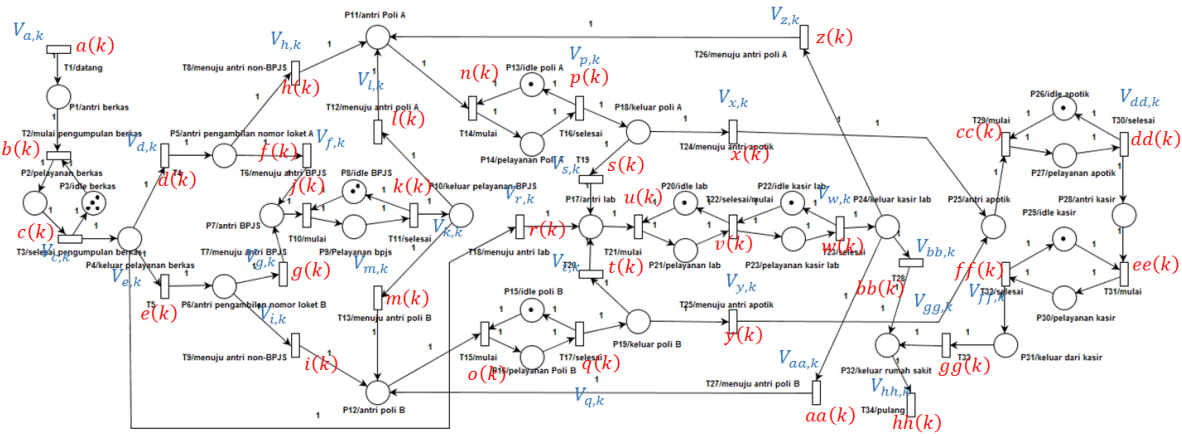 V_{a,k}
a(k)
T1/datang
P1/antri berkas
T2/mulai pengumpulan berkas
b(k)
P2/pelayanan berkas
P3/idle berkas
c(k)
V_{c,k}
T3/selesai pengumpulan berkas
P4/keluar pelayanan berkas
V_{d,k}
T4
d(k)
V_{e,k}
T5
e(k)
P5/antri pengambilan nomor loket A
P6/antri pengambilan nomor loket B
V_{h,k}
T8/menuju antri non-BPJS
h(k)
V_{f,k}
f(k)
T6/menuju antri BPJS
T7/menuju antri BPJS
V_{g,k}
g(k)
V_{i,k}
T9/menuju antri non-BPJS
i(k)
P7/antri BPJS
j(k)
T10/mulai
P8/idle BPJS
P9/Pelayanan bpjs
k(k)
T11/selesai
V_{k,k}
P10/keluar pelayanan BPJS
V_{l,k}
T12/menuju antri poli A
l(k)
V_{m,k}
m(k)
T13/menuju antri poli B
P11/antri Poli A
P12/antri poli B
n(k)
T14/mulai
P13/idle poli A
P14/pelayanan Poli A
V_{p,k}
p(k)
T16/selesai
P18/keluar poli A
T15/mulai
o(k)
P15/idle poli B
P16/pelayanan Poli B
T17/selesai
q(k)
V_{q,k}
P19/keluar poli B
V_{r,k}
r(k)
T18/menuju antri lab
T19
V_{s,k}
s(k)
P17/antri lab
T20
t(k)
u(k)
T21/mulai
P20/idle lab
P21/pelayanan lab
T22/selesai/mulai
v(k)
P22/idle kasir lab
P23/pelayanan kasir lab
V_{w,k}
w(k)
T23/selesai
P24/keluar kasir lab
V_{x,k}
T24/menuju antri apotik
x(k)
V_{y,k}
T25/menuju antri apotik
y(k)
V_{z,k}
z(k)
T26/menuju antri poli A
V_{aa,k}
T27/menuju antri poli B
aa(k)
V_{bb,k}
T28
bb(k)
P25/antri apotik
cc(k)
T29/mulai
P26/idle apotik
P27/pelayanan apotik
V_{dd,k}
T30/selesai
dd(k)
P28/antri kasir
P29/idle kasir
ee(k)
T31/mulai
P30/pelayanan kasir
ff(k)
V_{ff,k}
T32/selesai
P31/keluar dari kasir
V_{gg,k}
T33
gg(k)
P32/keluar rumah sakit
V_{hh,k}
T34/pulang
hh(k)